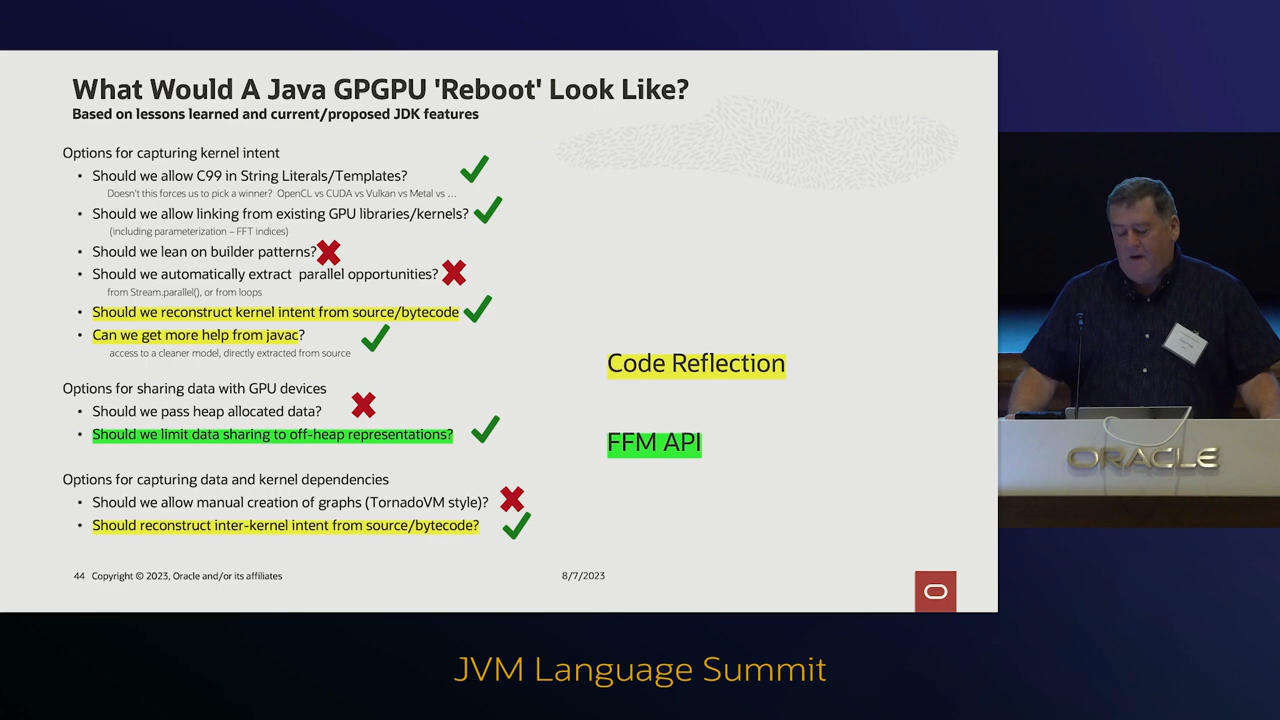 What Would A Java GPGPU 'Reboot' Look Like?
Based on lessons learned and current/proposed JDK features
Options for capturing kernel intent
• Should we allow C99 in String Literals/Templates?
Doesn't this forces us to pick a winner? OpenCL vs CUDA vs Vulkan vs Metal vs ...
• Should we allow linking from existing GPU libraries/kernels?
(including parameterization – FFT indices)
• Should we lean on builder patterns?
• Should we automatically extract parallel opportunities?
from Stream.parallel(), or from loops
• Should we reconstruct kernel intent from source/bytecode
• Can we get more help from javac?
access to a cleaner model, directly extracted from source
Code Reflection
Options for sharing data with GPU devices
• Should we pass heap allocated data?
• Should we limit data sharing to off-heap representations?
FFM API
Options for capturing data and kernel dependencies
• Should we allow manual creation of graphs (TornadoVM style)?
• Should reconstruct inter-kernel intent from source/bytecode?
44 Copyright © 2023, Oracle and/or its affiliates
8/7/2023
ORACLE
JVM Language Summit